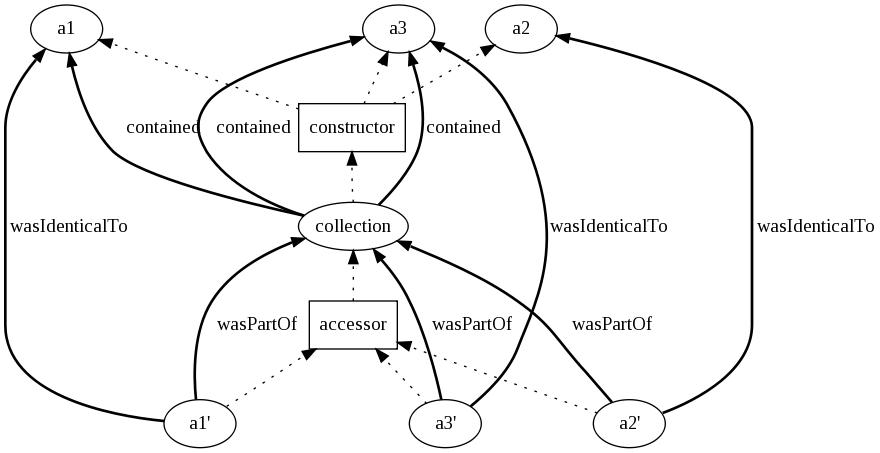 a1
a3
a2
contained
contained
constructor
contained
wasIdenticalTo
collection
wasIdenticalTo
wasIdenticalTo
wasPartOf
accessor
wasPartOf
wasPartOf
a1'
a3'
a2'